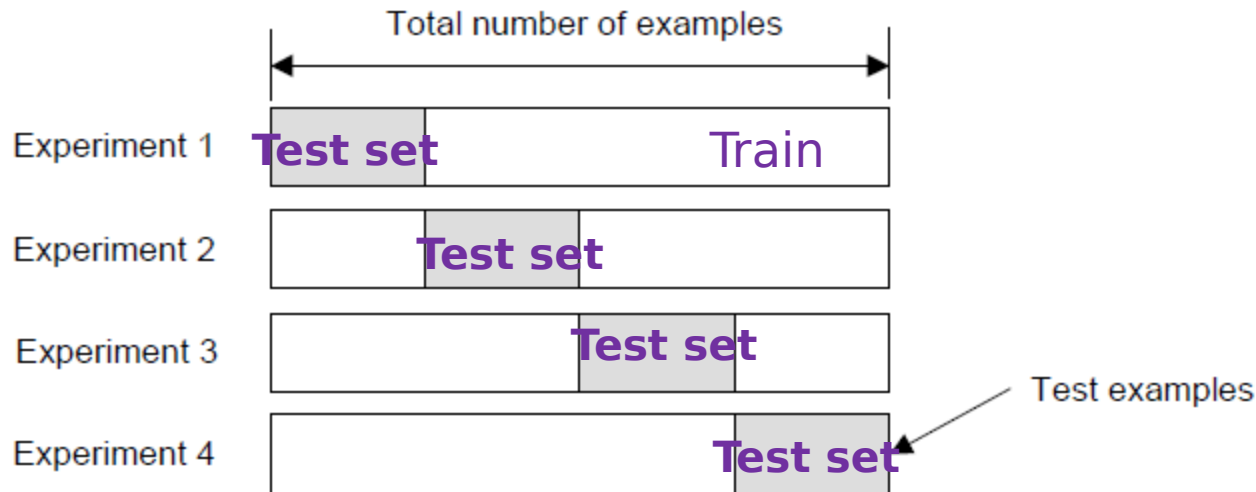 Total number of examples
Experiment 1
Test set
Train
Experiment 2
Test set
Experiment 3
Test set
Test examples
Experiment 4
Test set